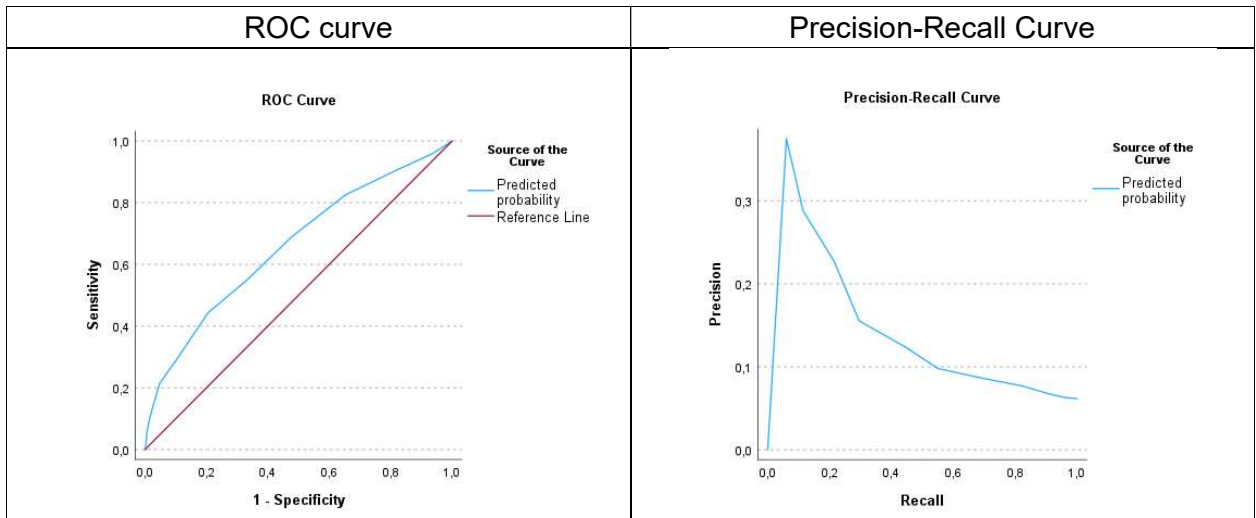 ROC curve
Precision-Recall Curve
ROC Curve
1,0
0,8
0,6
0,4
0,2
0,0
Sensitivity
0,0 0,2 0,4 0,6 0,8 1,0
1 - Specificity
Source of the
Curve
Predicted
probability
Reference Line
Precision-Recall Curve
0,3
0,2
0,1
0,0
Precision
0,0 0,2 0,4 0,6 0,8 1,0
Recall
Source of the
Curve
Predicted
probability